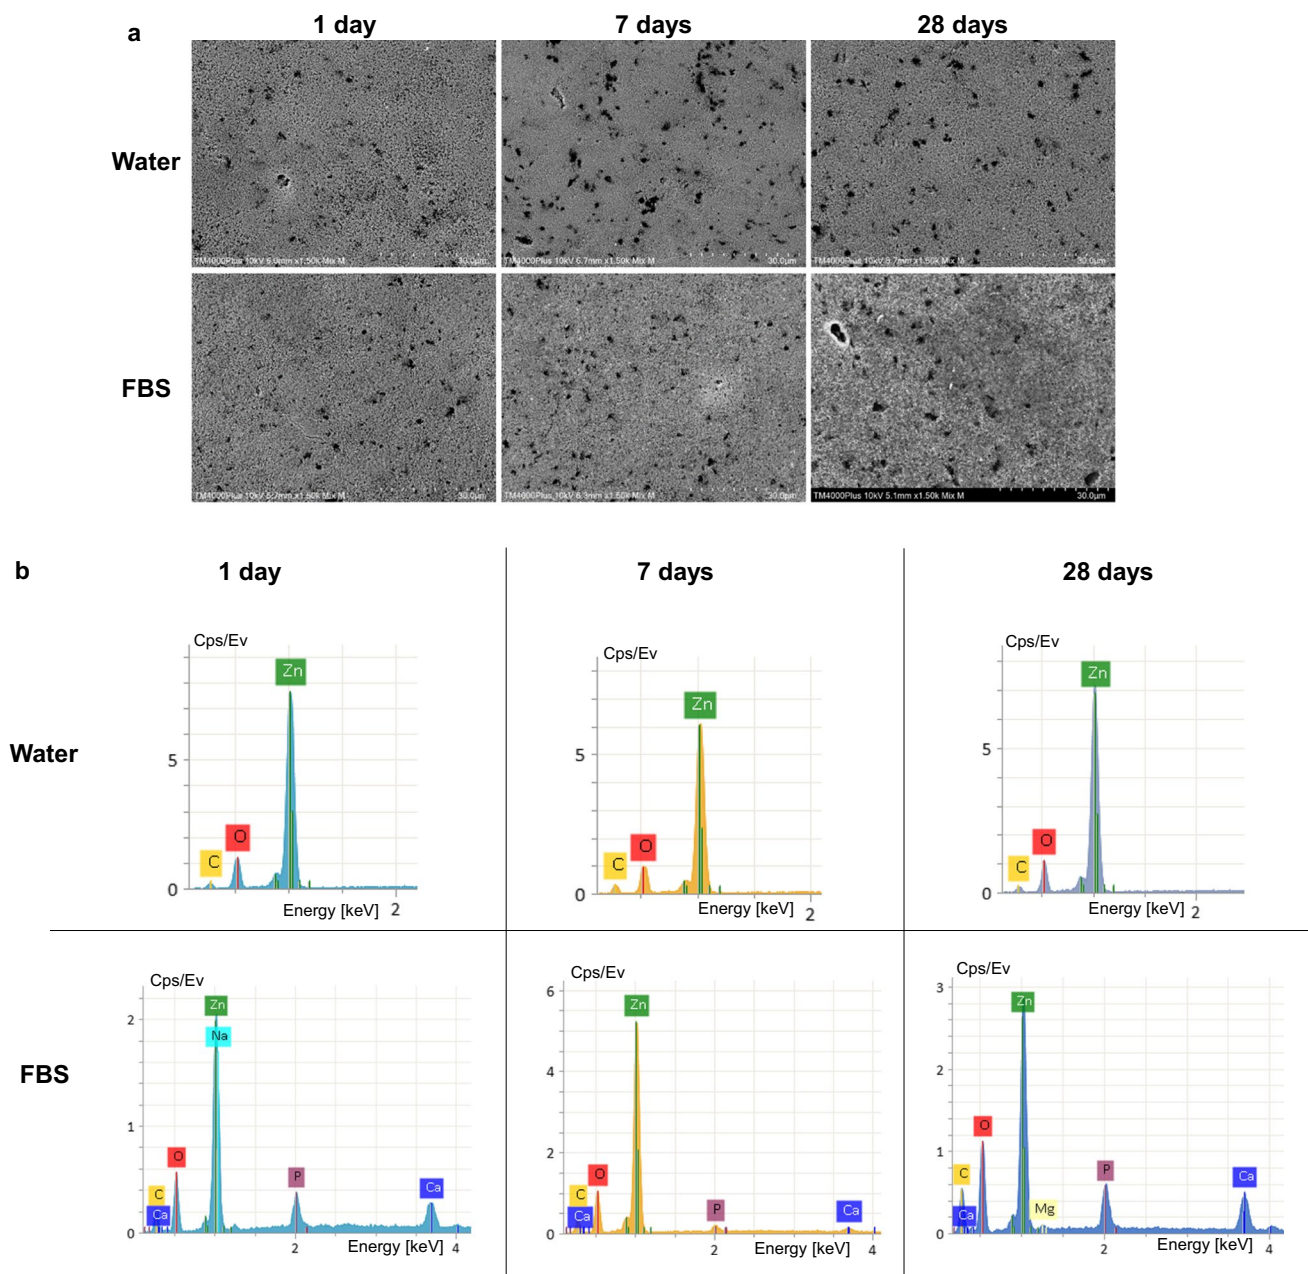 a
1 day 7 days 28 days
Water
TM4000Plus 10kV 6.7mm x1.50k Mix M 30.0µm
FBS
30.0µm
30.0µm
TM4000Plus 10kV 5.1mm x1.50k Mix M 30.0µm
b
1 day 7 days 28 days
Water
Cps/Ev
Zn
5
O
C
0
Energy [keV] 2
Cps/Ev
Zn
5
O
C
0
Energy [keV] 2
Cps/Ev
Zn
5
O
C
0
Energy [keV] 2
FBS
Cps/Ev
Zn
2
Na
1
O
P
C
Ca
Ca
0
2 Energy [keV] 4
Cps/Ev
6
Zn
4
2
O
C
P
Ca
Ca
0
2 Energy [keV] 4
Cps/Ev
3
Zn
2
O
1
C
P
Ca
Ca
Mg
0
2 Energy [keV] 4